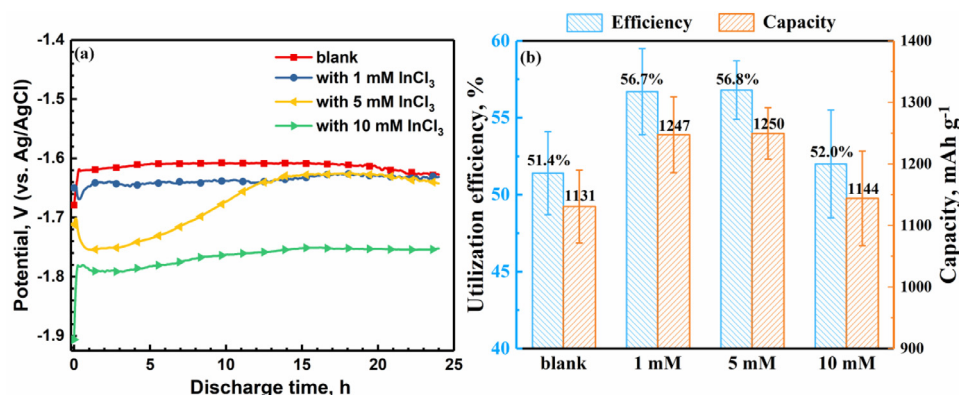 (a)
blank
with 1 mM InCl₃
with 5 mM InCl₃
with 10 mM InCl₃
-1.4
-1.5
-1.6
-1.7
-1.8
-1.9
Potential, V (vs. Ag/AgCl)
0 5 10 15 20 25
Discharge time, h
Efficiency Capacity
(b)
60
55
50
45
40
Utilization efficiency, %
51.4%
1131
56.7%
1247
56.8%
1250
52.0%
1144
blank 1 mM 5 mM 10 mM
1400
1300
1200
1100
1000
900
Capacity, mAh g⁻¹